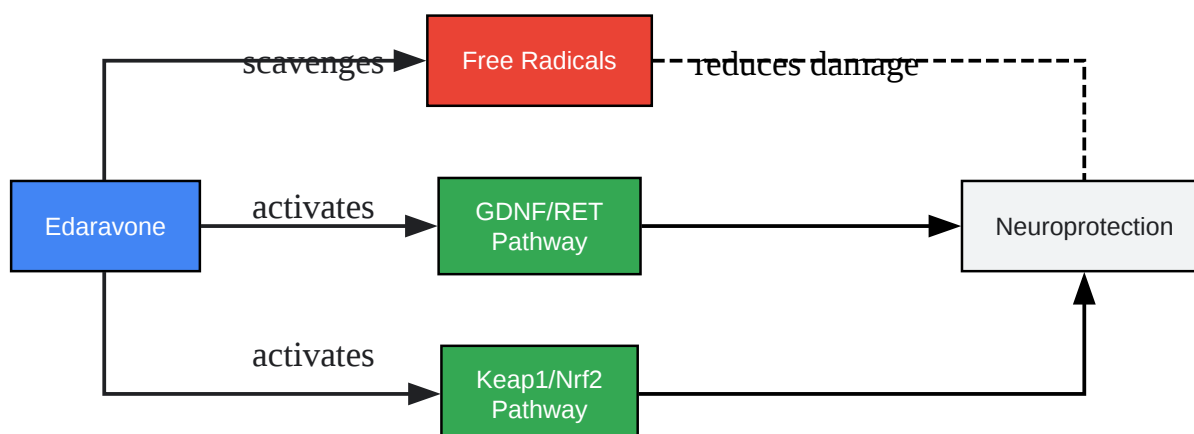 scavenges
Free Radicals
reduces damage
Edaravone
activates
GDNF/RET
Pathway
Neuroprotection
activates
Keap1/Nrf2
Pathway